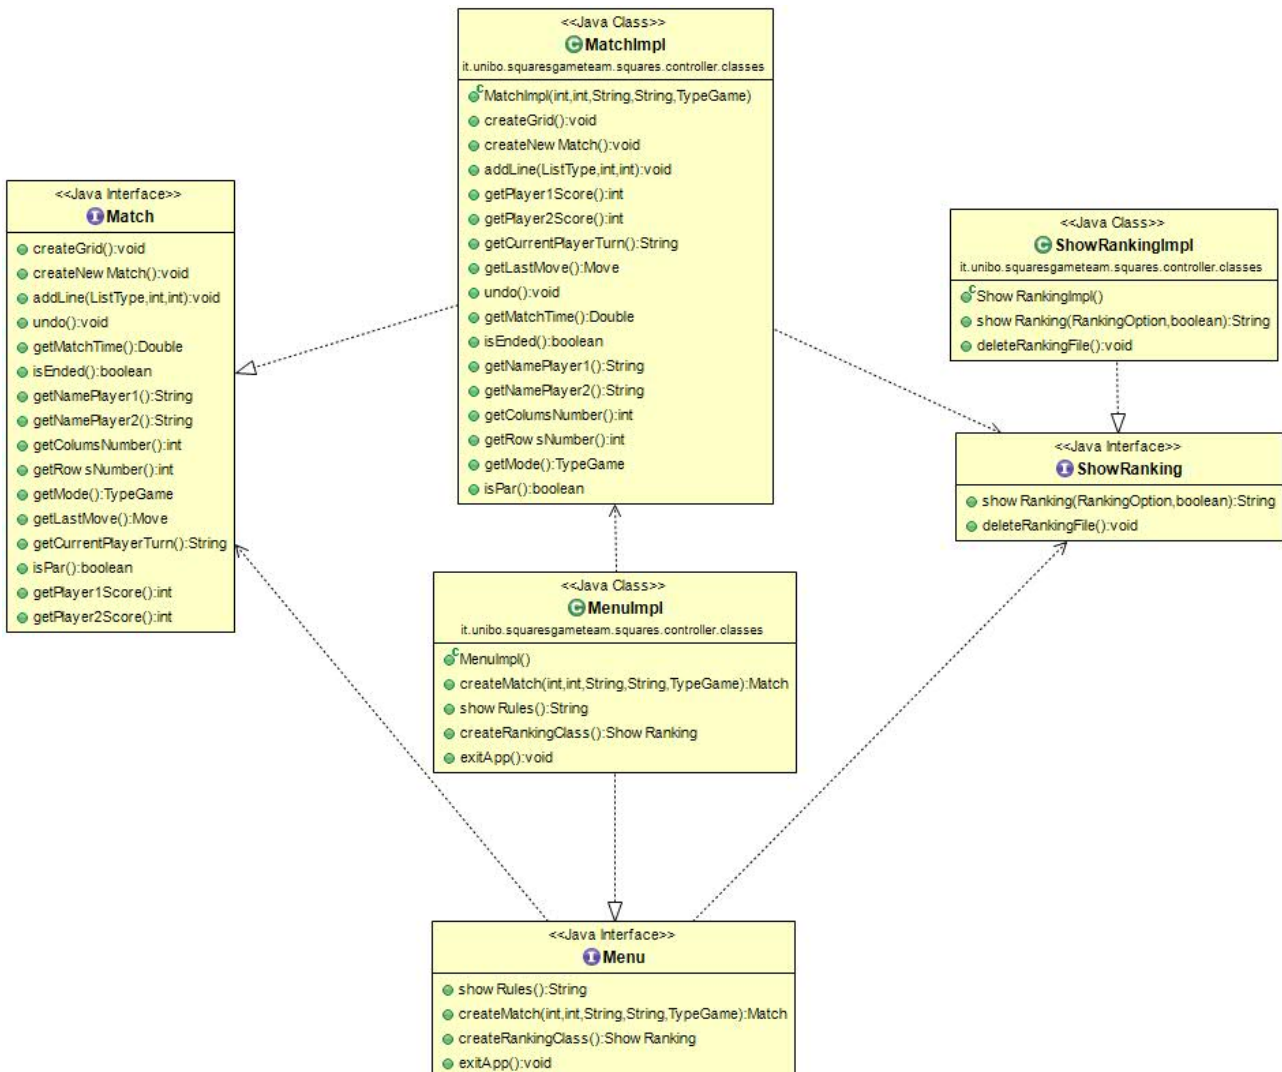 <<Java Class>>
MatchImpl
it.unibo.squaresgameteam.squares.controller.classes
MatchImpl(int,int,String,String,TypeGame)
createGrid():void
createNew Match():void
addLine(ListType,int,int):void
getPlayer1Score():int
getPlayer2Score():int
getCurrentPlayerTurn():String
getLastMove():Move
undo():void
getMatchTime():Double
isEnded():boolean
getNamePlayer1():String
getNamePlayer2():String
getColumsNumber():int
getRow sNumber():int
getMode():TypeGame
isPar():boolean
<<Java Interface>>
Match
createGrid():void
createNew Match():void
addLine(ListType,int,int):void
undo():void
getMatchTime():Double
isEnded():boolean
getNamePlayer1():String
getNamePlayer2():String
getColumsNumber():int
getRow sNumber():int
getMode():TypeGame
getLastMove():Move
getCurrentPlayerTurn():String
isPar():boolean
getPlayer1Score():int
getPlayer2Score():int
<<Java Class>>
ShowRankingImpl
it.unibo.squaresgameteam.squares.controller.classes
Show RankingImpl()
show Ranking(RankingOption,boolean):String
deleteRankingFile():void
<<Java Interface>>
ShowRanking
show Ranking(RankingOption,boolean):String
deleteRankingFile():void
<<Java Class>>
MenuImpl
it.unibo.squaresgameteam.squares.controller.classes
MenuImpl()
createMatch(int,int,String,String,TypeGame):Match
show Rules():String
createRankingClass():Show Ranking
exitApp():void
<<Java Interface>>
Menu
show Rules():String
createMatch(int,int,String,String,TypeGame):Match
createRankingClass():Show Ranking
exitApp():void